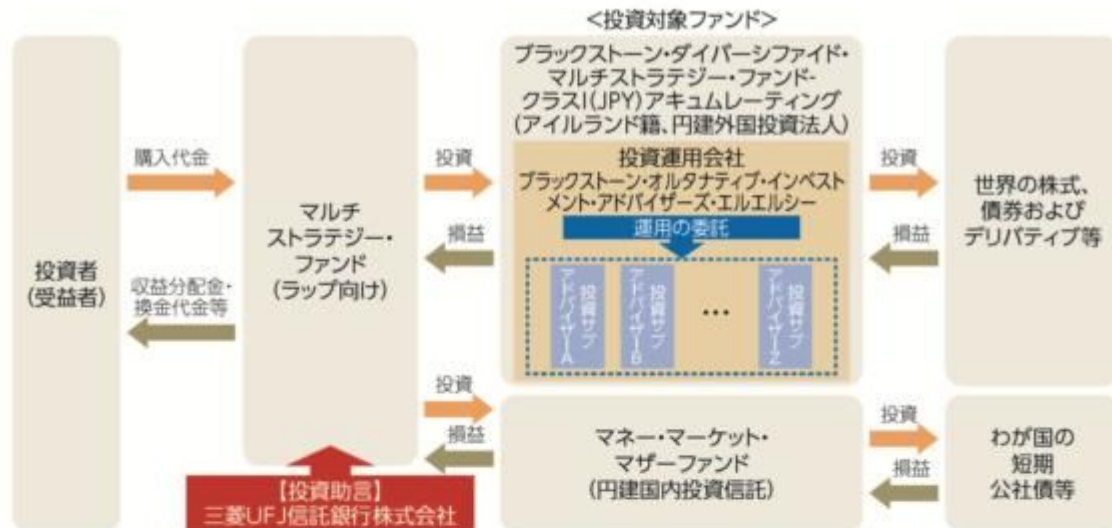 <投資対象ファンド>
ブラックストーン・ダイバーシファイド・
マルチストラテジー・ファンド-
クラスI(JPY)アキュムレーティング
(アイルランド籍、円建外国投資法人)
投資運用会社
ブラックストーン・オルタナティブ・インベスト
メント・アドバイザーズ・エルエルシー
運用の委託
投資サブ
アドバイザーA
投資サブ
アドバイザーB
…
投資サブ
アドバイザーZ
購入代金
投資
投資
投資者
(受益者)
マルチ
ストラテジー・
ファンド
(ラップ向け)
損益
損益
世界の株式、
債券および
デリバティブ等
収益分配金・
換金代金等
投資
損益
マネー・マーケット・
マザーファンド
(円建国内投資信託)
投資
損益
わが国の
短期
公社債等
【投資助言】
三菱UFJ信託銀行株式会社